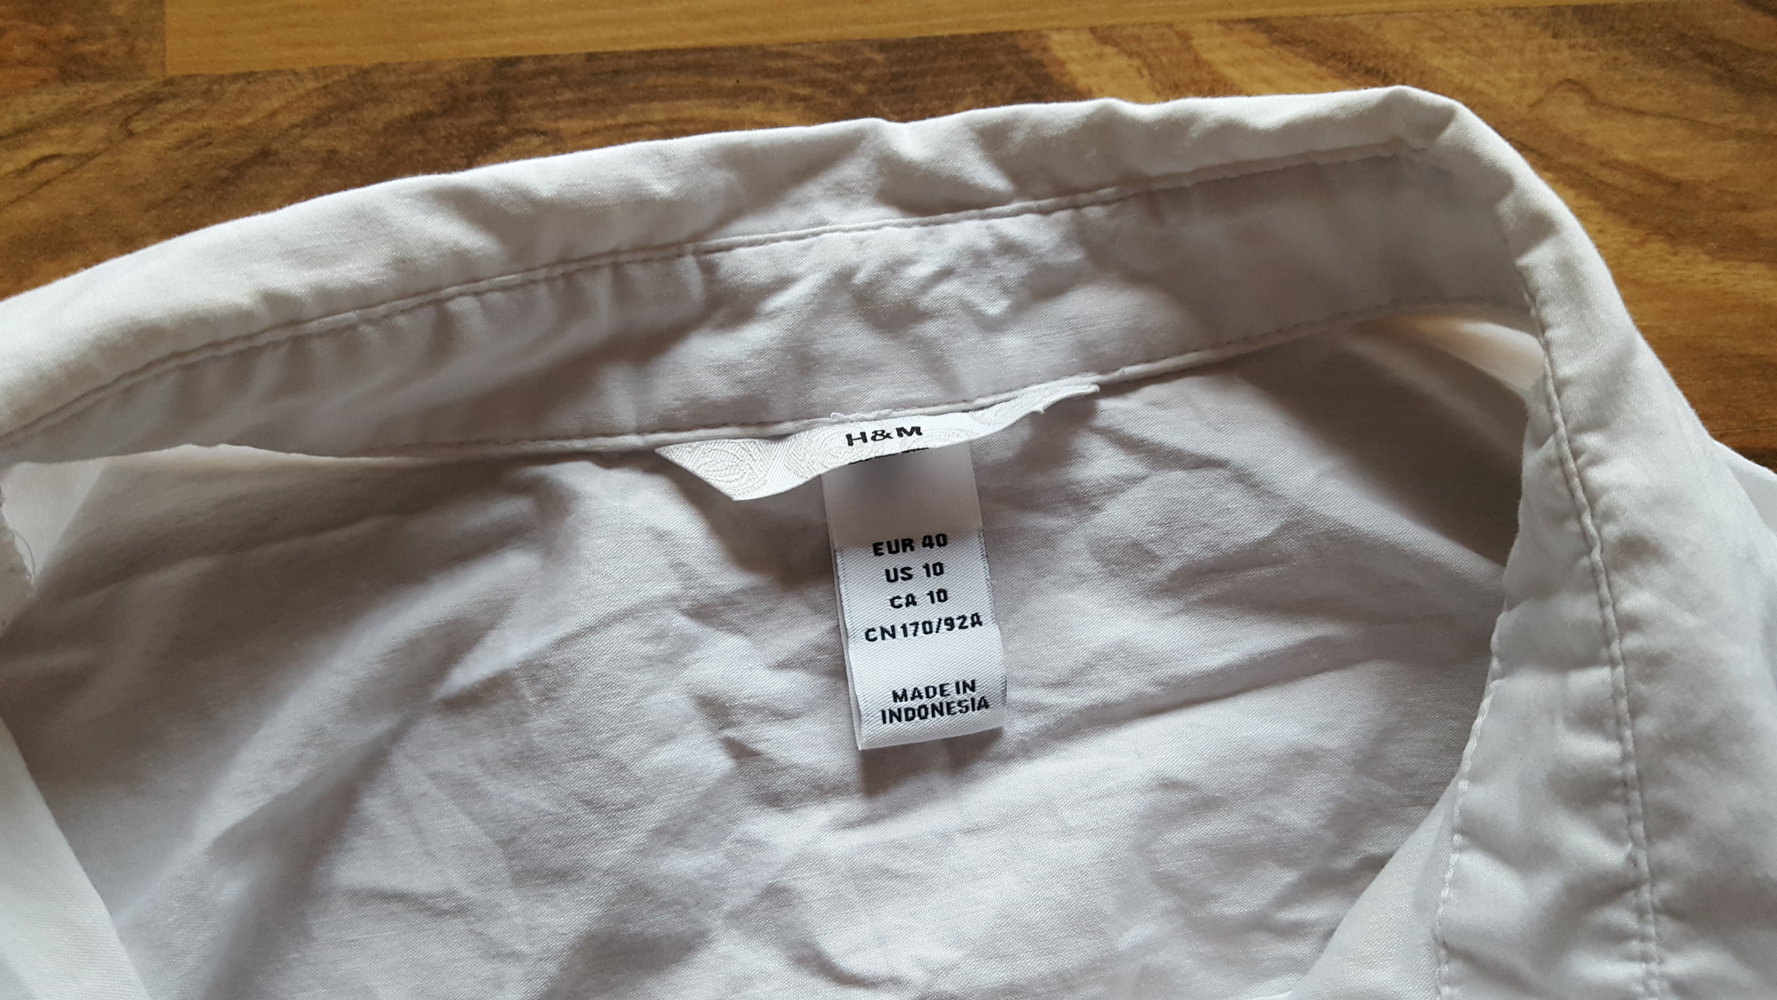 H&M
EUR 40
US 10
CA 10
CN170/92A
MADE IN
INDONESIA